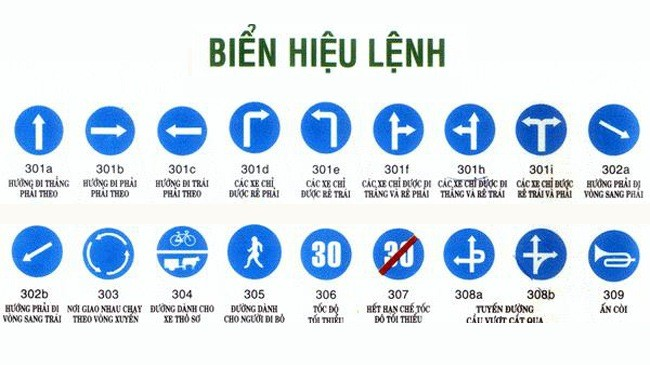 BIỂN HIỆU LỆNH
301a
HƯỚNG ĐI THẲNG
PHẢI THEO
301b
HƯỚNG ĐI PHẢI
PHẢI THEO
301c
HƯỚNG ĐI TRÁI
PHẢI THEO
301d
CÁC XE CHỈ
ĐƯỢC RẼ PHẢI
301e
CÁC XE CHỈ
ĐƯỢC RẼ TRÁI
301f
CÁC XE CHỈ ĐƯỢC ĐI
THẲNG VÀ RẼ PHẢI
301h
CÁC XE CHỈ ĐƯỢC ĐI
THẲNG VÀ RẼ TRÁI
301i
CÁC XE CHỈ ĐƯỢC
RẼ TRÁI VÀ PHẢI
302a
HƯỚNG PHẢI ĐI
VÒNG SANG PHẢI
302b
HƯỚNG PHẢI ĐI
VÒNG SANG TRÁI
303
NƠI GIAO NHAU CHẠY
THEO VÒNG XUYẾN
304
ĐƯỜNG DÀNH CHO
XE THÔ SƠ
305
ĐƯỜNG DÀNH
CHO NGƯỜI ĐI BỘ
30
306
TỐC ĐỘ
TỐI THIỂU
30
307
HẾT HẠN CHẾ TỐC
ĐỘ TỐI THIỂU
308a
308b
TUYẾN ĐƯỜNG
CẦU VƯỢT CẮT QUA
309
ẤN CÒI